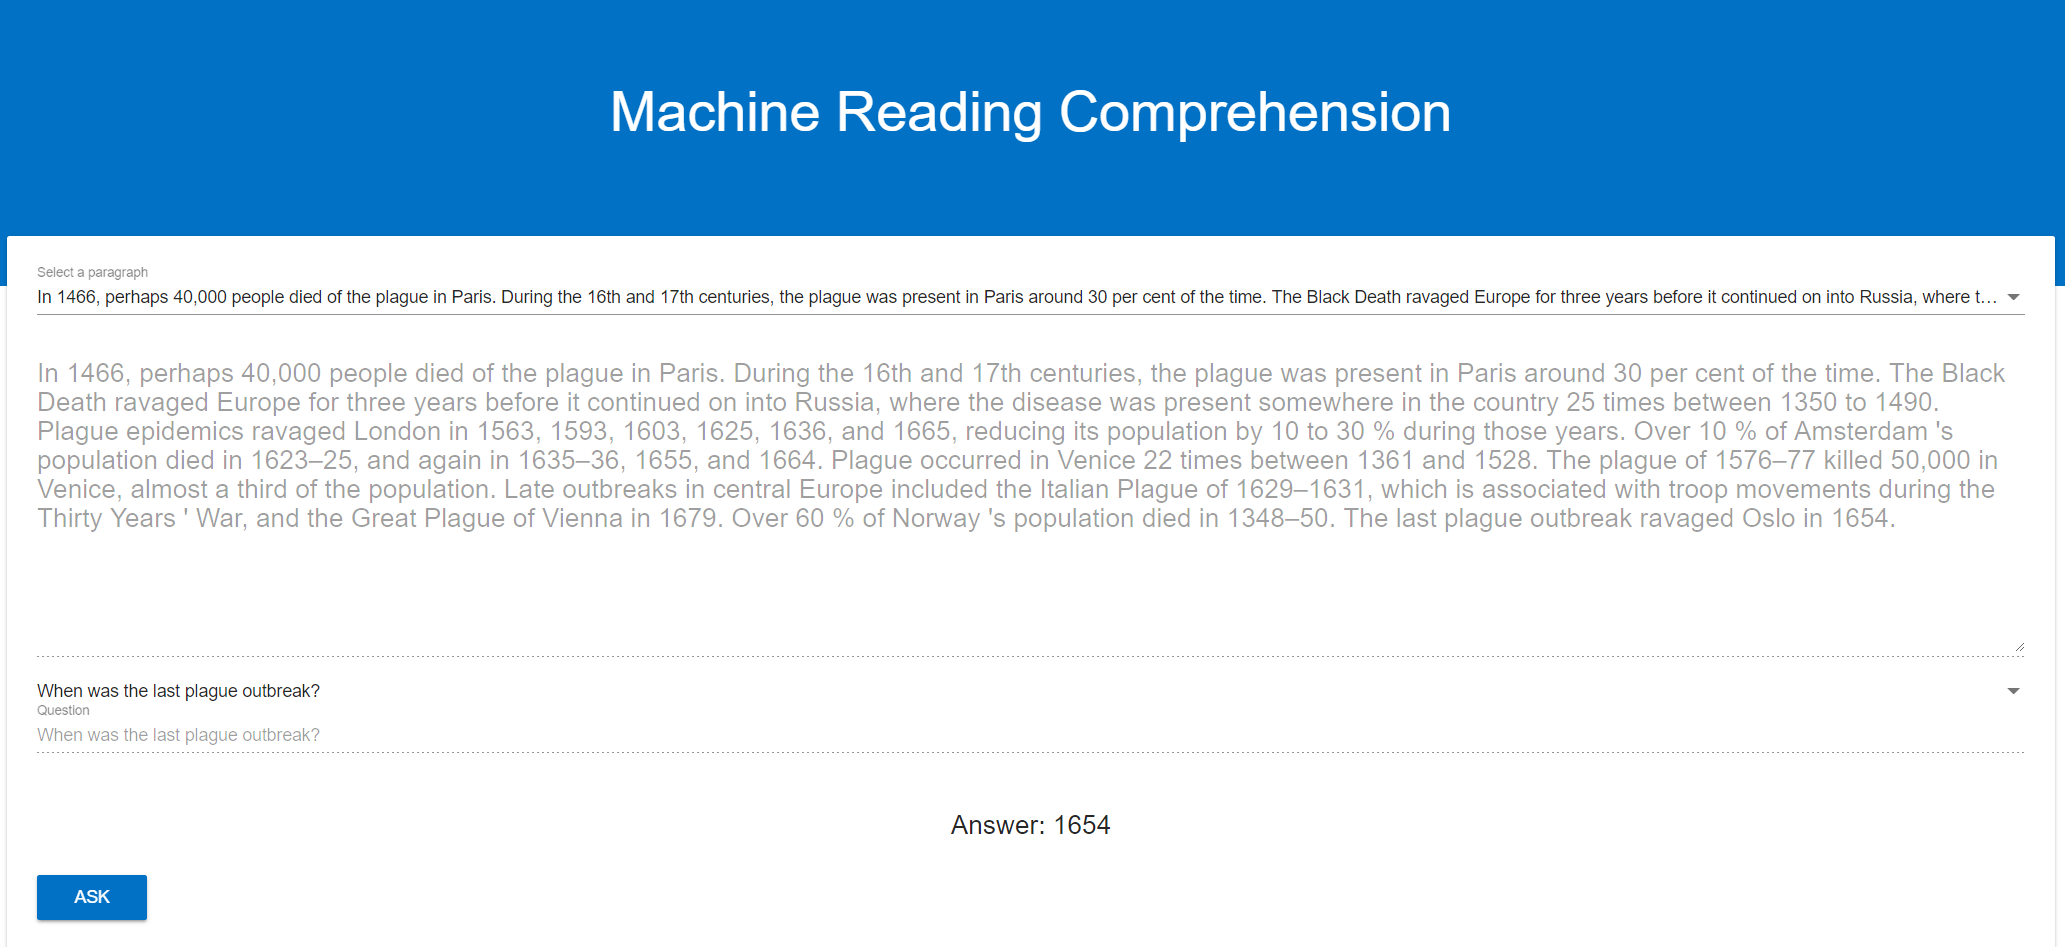 Machine Reading Comprehension
Select a paragraph
In 1466, perhaps 40,000 people died of the plague in Paris. During the 16th and 17th centuries, the plague was present in Paris around 30 per cent of the time. The Black Death ravaged Europe for three years before it continued on into Russia, where t...
In 1466, perhaps 40,000 people died of the plague in Paris. During the 16th and 17th centuries, the plague was present in Paris around 30 per cent of the time. The Black
Death ravaged Europe for three years before it continued on into Russia, where the disease was present somewhere in the country 25 times between 1350 to 1490.
Plague epidemics ravaged London in 1563, 1593, 1603, 1625, 1636, and 1665, reducing its population by 10 to 30 % during those years. Over 10 % of Amsterdam 's
population died in 1623–25, and again in 1635–36, 1655, and 1664. Plague occurred in Venice 22 times between 1361 and 1528. The plague of 1576–77 killed 50,000 in
Venice, almost a third of the population. Late outbreaks in central Europe included the Italian Plague of 1629–1631, which is associated with troop movements during the
Thirty Years ' War, and the Great Plague of Vienna in 1679. Over 60 % of Norway 's population died in 1348–50. The last plague outbreak ravaged Oslo in 1654.
When was the last plague outbreak?
Question
When was the last plague outbreak?
Answer: 1654
ASK